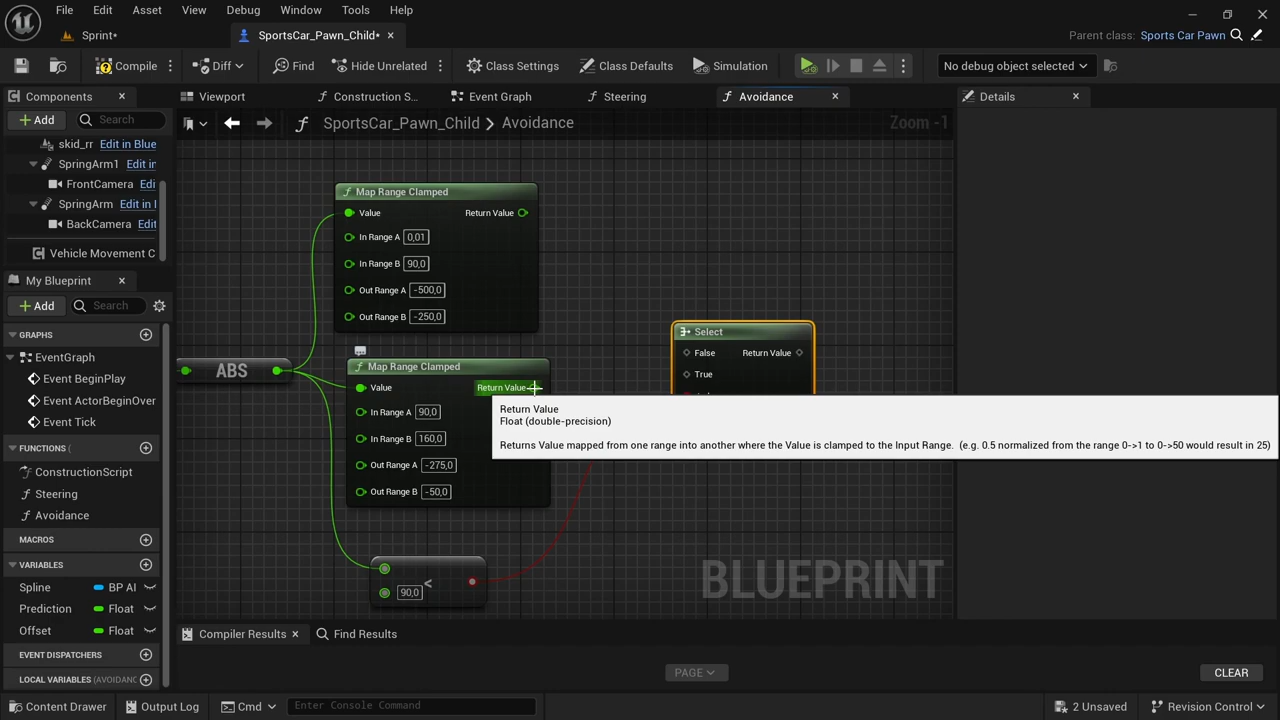 File Edit Asset View Debug Window Tools Help
Sprint*
SportsCar_Pawn_Child*
Parent class: Sports Car Pawn
Compile
Diff
Find
Hide Unrelated
Class Settings
Class Defaults
Simulation
No debug object selected
Components
Viewport
Construction S...
Event Graph
Steering
Avoidance
Details
Add
Search
SportsCar_Pawn_Child > Avoidance
Zoom -1
skid_rr Edit in Blue
SpringArm1 Edit in
FrontCamera Edi
SpringArm Edit in I
BackCamera Edit
Vehicle Movement C
My Blueprint
Add
Search
GRAPHS
EventGraph
Event BeginPlay
Event ActorBeginOver
Event Tick
FUNCTIONS
ConstructionScript
Steering
Avoidance
MACROS
VARIABLES
Spline BP AI
Prediction Float
Offset Float
EVENT DISPATCHERS
LOCAL VARIABLES (AVOIDANC
ABS
Map Range Clamped
Value Return Value
In Range A 0,01
In Range B 90,0
Out Range A -500,0
Out Range B -250,0
Map Range Clamped
Value Return Value
In Range A 90,0
In Range B 160,0
Out Range A -275,0
Out Range B -50,0
<
90,0
Select
False Return Value
True
Return Value
Float (double-precision)
Returns Value mapped from one range into another where the Value is clamped to the Input Range. (e.g. 0.5 normalized from the range 0->1 to 0->50 would result in 25)
BLUEPRINT
Compiler Results
Find Results
PAGE
CLEAR
Content Drawer
Output Log
Cmd
Enter Console Command
2 Unsaved
Revision Control